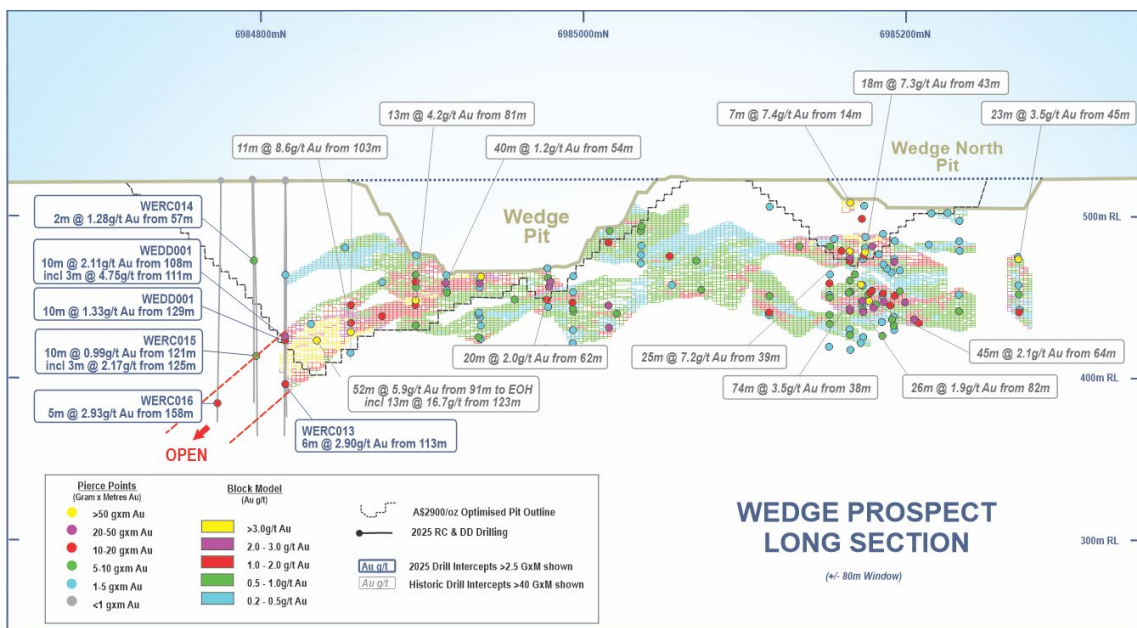 6984800mN
6985000mN
6985200mN
18m @ 7.3g/t Au from 43m
13m @ 4.2g/t Au from 81m
7m @ 7.4g/t Au from 14m
23m @ 3.5g/t Au from 45m
11m @ 8.6g/t Au from 103m
40m @ 1.2g/t Au from 54m
Wedge North
Pit
WERC014
2m @ 1.28g/t Au from 57m
Wedge
Pit
500m RL
WEDD001
10m @ 2.11g/t Au from 108m
incl 3m @ 4.75g/t from 111m
WEDD001
10m @ 1.33g/t Au from 129m
WERC015
10m @ 0.99g/t Au from 121m
incl 3m @ 2.17g/t from 125m
20m @ 2.0g/t Au from 62m
25m @ 7.2g/t Au from 39m
45m @ 2.1g/t Au from 64m
400m RL
52m @ 5.9g/t Au from 91m to EOH
incl 13m @ 16.7g/t from 123m
74m @ 3.5g/t Au from 38m
26m @ 1.9g/t Au from 82m
WERC016
5m @ 2.93g/t Au from 158m
WERC013
6m @ 2.90g/t Au from 113m
OPEN
Pierce Points
(Gram x Metres Au)
>50 gxm Au
20-50 gxm Au
10-20 gxm Au
5-10 gxm Au
1-5 gxm Au
<1 gxm Au
Block Model
(Au g/t)
>3.0g/t Au
2.0 - 3.0 g/t Au
1.0 - 2.0 g/t Au
0.5 - 1.0g/t Au
0.2 - 0.5g/t Au
A$2900/oz Optimised Pit Outline
2025 RC & DD Drilling
Au g/t 2025 Drill Intercepts >2.5 GxM shown
Au g/t Historic Drill Intercepts >40 GxM shown
WEDGE PROSPECT
LONG SECTION
(+/- 80m Window)
300m RL